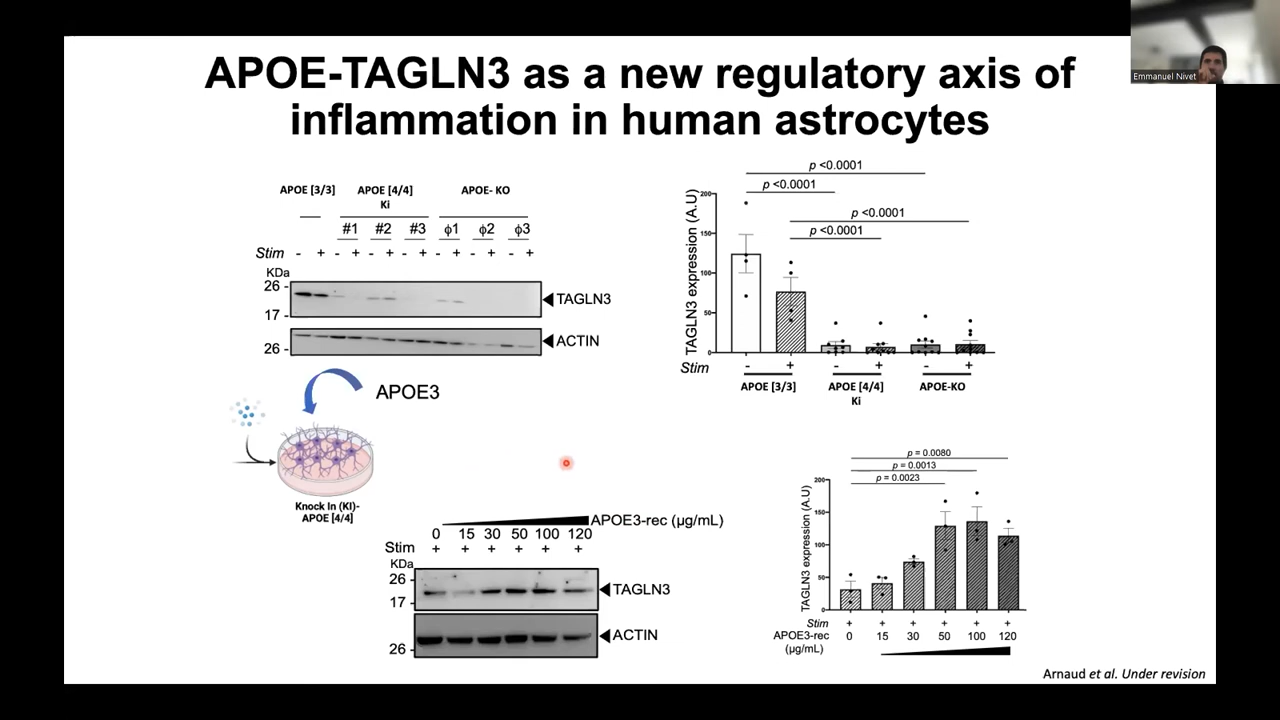 Emmanuel Nivet
APOE-TAGLN3 as a new regulatory axis of
inflammation in human astrocytes
APOE [3/3] APOE [4/4] APOE- KO
Ki
#1 #2 #3 ϕ1 ϕ2 ϕ3
Stim - + - + - + - + - + - + - +
KDa
26 -
TAGLN3
17 -
ACTIN
26 -
p <0.0001
p <0.0001
p <0.0001
p <0.0001
TAGLN3 expression (A.U)
200
150
100
50
0
Stim - + - + - +
APOE [3/3] APOE [4/4] APOE-KO
Ki
APOE3
Knock In (KI)-
APOE [4/4]
APOE3-rec (µg/mL)
0 15 30 50 100 120
Stim + + + + + +
KDa
26
TAGLN3
17
ACTIN
26
p = 0.0080
p = 0.0013
p = 0.0023
TAGLN3 expression (A.U)
200
150
100
50
0
Stim + + + + + +
APOE3-rec 0 15 30 50 100 120
(µg/mL)
Arnaud et al. Under revision